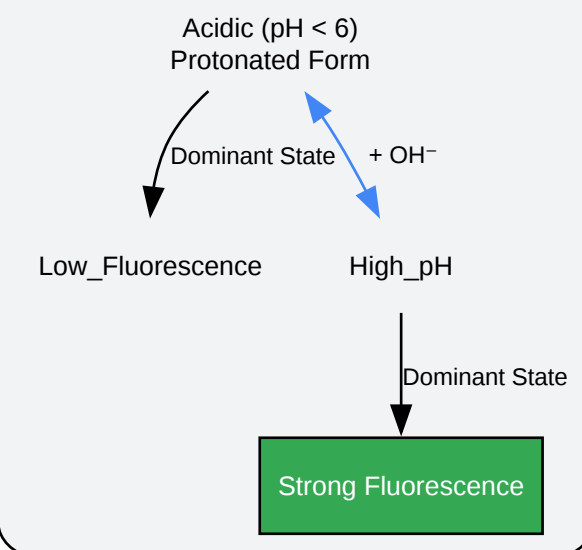 Acidic (pH < 6)
Protonated Form
Dominant State
+ OH⁻
Low_Fluorescence
High_pH
Dominant State
Strong Fluorescence